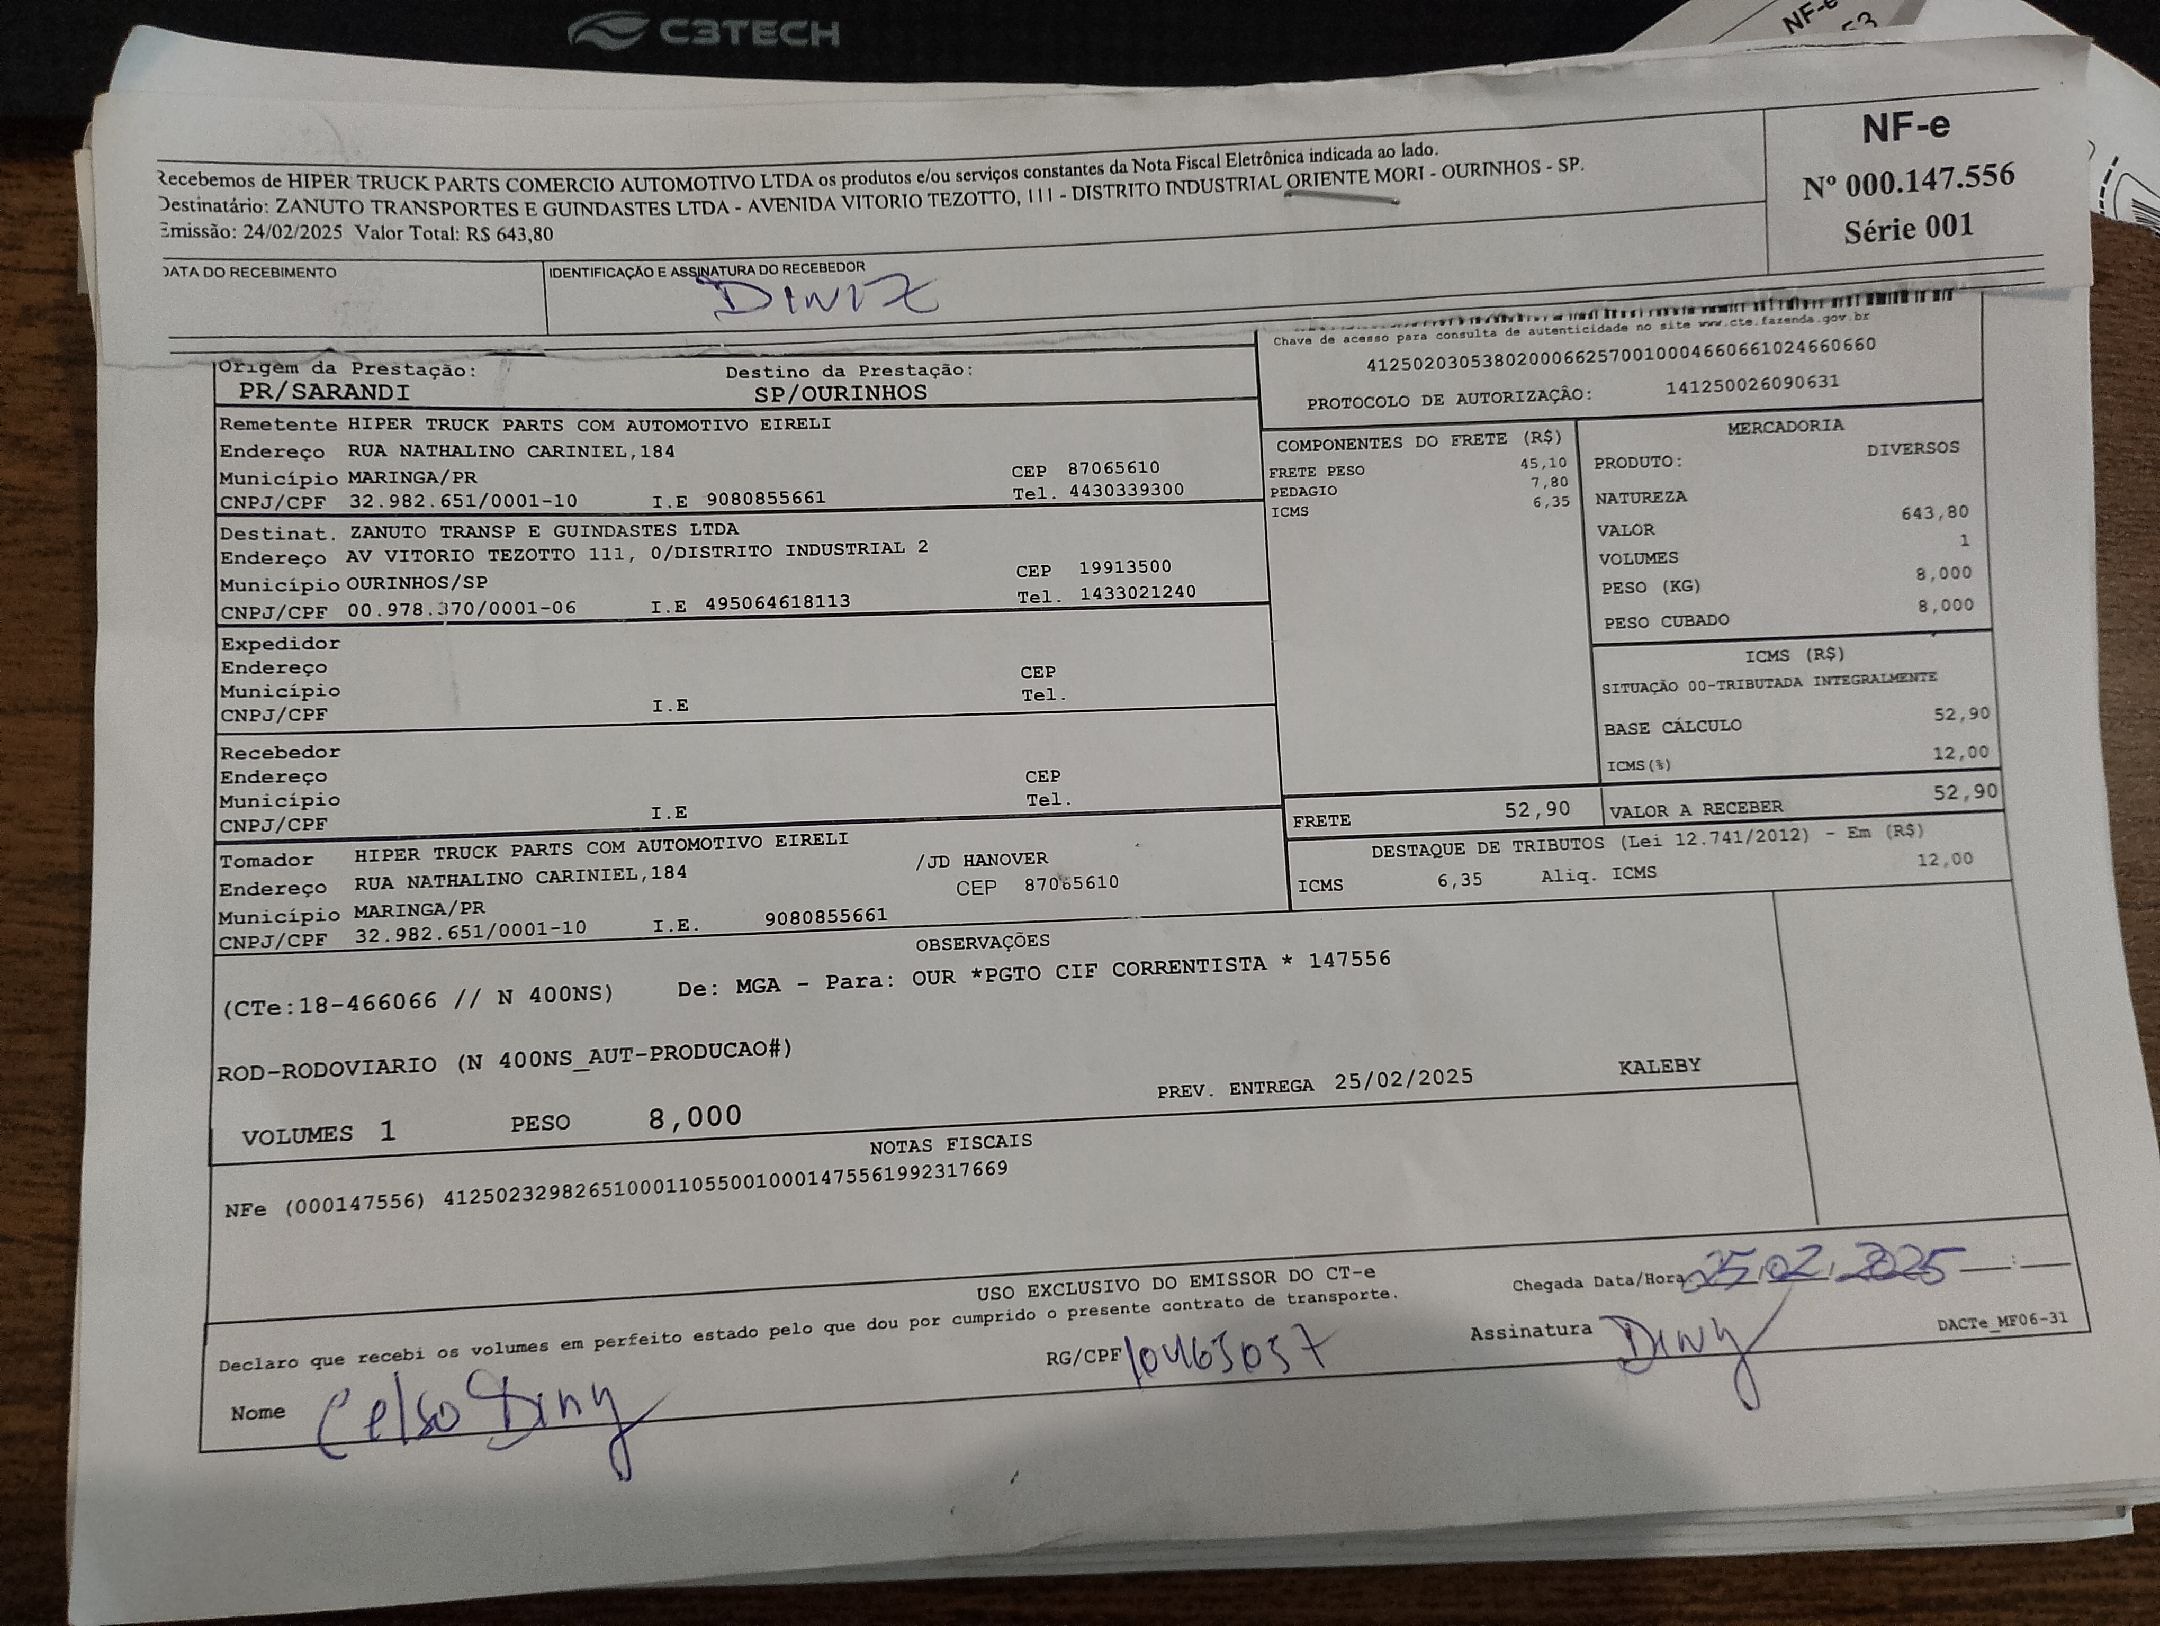 C3TECH
NF-e
53
Recebemos de HIPER TRUCK PARTS COMERCIO AUTOMOTIVO LTDA os produtos e/ou serviços constantes da Nota Fiscal Eletrônica indicada ao lado.
Destinatário: ZANUTO TRANSPORTES E GUINDASTES LTDA - AVENIDA VITORIO TEZOTTO, 111 - DISTRITO INDUSTRIAL ORIENTE MORI - OURINHOS - SP.
Emissão: 24/02/2025 Valor Total: R$ 643,80
NF-e
Nº 000.147.556
Série 001
DATA DO RECEBIMENTO
IDENTIFICAÇÃO E ASSINATURA DO RECEBEDOR
DINIZ
Chave de acesso para consulta de autenticidade no site www.cte.fazenda.gov.br
41250203053802000662570010004660661024660660
PROTOCOLO DE AUTORIZAÇÃO: 141250026090631
Origem da Prestação: Destino da Prestação:
PR/SARANDI SP/OURINHOS
Remetente HIPER TRUCK PARTS COM AUTOMOTIVO EIRELI
Endereço RUA NATHALINO CARINIEL,184
Município MARINGA/PR CEP 87065610
CNPJ/CPF 32.982.651/0001-10 I.E 9080855661 Tel. 4430339300
Destinat. ZANUTO TRANSP E GUINDASTES LTDA
Endereço AV VITORIO TEZOTTO 111, 0/DISTRITO INDUSTRIAL 2
Município OURINHOS/SP CEP 19913500
CNPJ/CPF 00.978.370/0001-06 I.E 495064618113 Tel. 1433021240
Expedidor
Endereço
Município CEP
CNPJ/CPF I.E Tel.
Recebedor
Endereço
Município CEP
CNPJ/CPF I.E Tel.
Tomador HIPER TRUCK PARTS COM AUTOMOTIVO EIRELI
Endereço RUA NATHALINO CARINIEL,184 /JD HANOVER
Município MARINGA/PR CEP 87065610
CNPJ/CPF 32.982.651/0001-10 I.E. 9080855661
COMPONENTES DO FRETE (R$)
FRETE PESO 45,10
PEDAGIO 7,80
ICMS 6,35
MERCADORIA
PRODUTO: DIVERSOS
NATUREZA
VALOR 643,80
VOLUMES 1
PESO (KG) 8,000
PESO CUBADO 8,000
ICMS (R$)
SITUAÇÃO 00-TRIBUTADA INTEGRALMENTE
BASE CÁLCULO 52,90
ICMS(%) 12,00
FRETE 52,90 VALOR A RECEBER 52,90
DESTAQUE DE TRIBUTOS (Lei 12.741/2012) - Em (R$)
ICMS 6,35 Aliq. ICMS 12,00
OBSERVAÇÕES
(CTe:18-466066 // N 400NS) De: MGA - Para: OUR *PGTO CIF CORRENTISTA * 147556
ROD-RODOVIARIO (N 400NS_AUT-PRODUCAO#)
PREV. ENTREGA 25/02/2025 KALEBY
VOLUMES 1 PESO 8,000
NOTAS FISCAIS
NFe (000147556) 41250232982651000110550010001475561992317669
USO EXCLUSIVO DO EMISSOR DO CT-e
Declaro que recebi os volumes em perfeito estado pelo que dou por cumprido o presente contrato de transporte.
Chegada Data/Hora 25.02.2025
Nome Celso Diny RG/CPF Assinatura Diny
DACTe_MF06-31